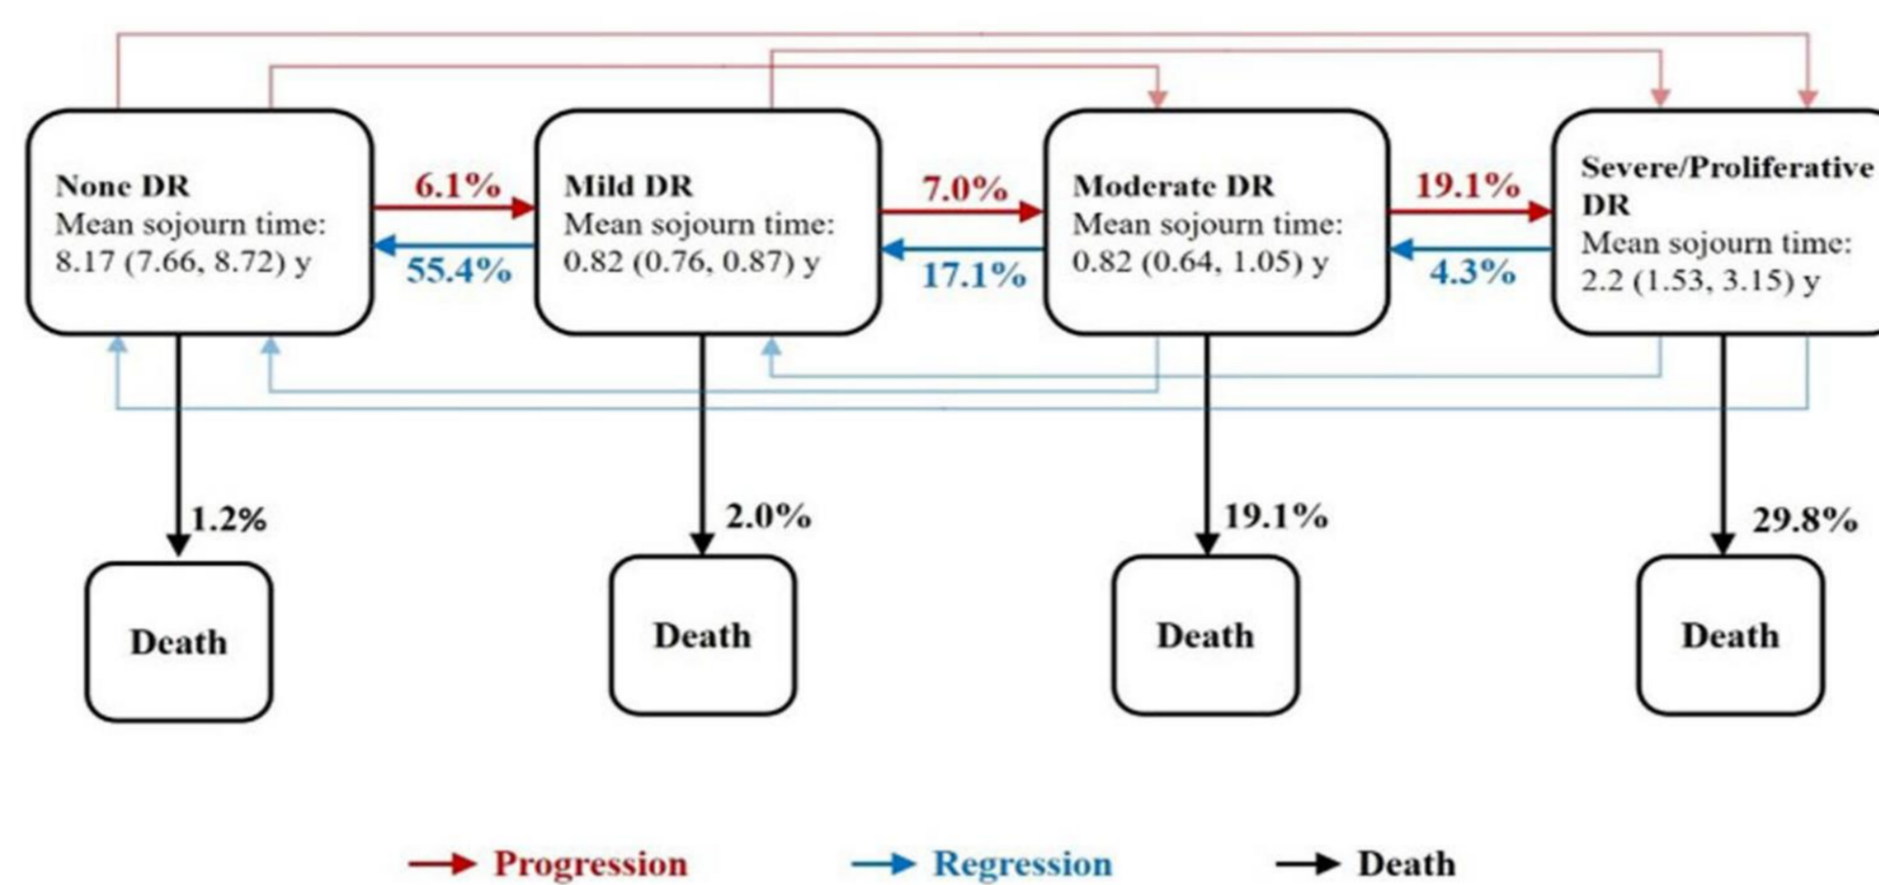 None DR
Mean sojourn time:
8.17 (7.66, 8.72) y
6.1%
55.4%
Mild DR
Mean sojourn time:
0.82 (0.76, 0.87) y
7.0%
17.1%
Moderate DR
Mean sojourn time:
0.82 (0.64, 1.05) y
19.1%
4.3%
Severe/Proliferative
DR
Mean sojourn time:
2.2 (1.53, 3.15) y
1.2%
2.0%
19.1%
29.8%
Death
Death
Death
Death
Progression
Regression
Death